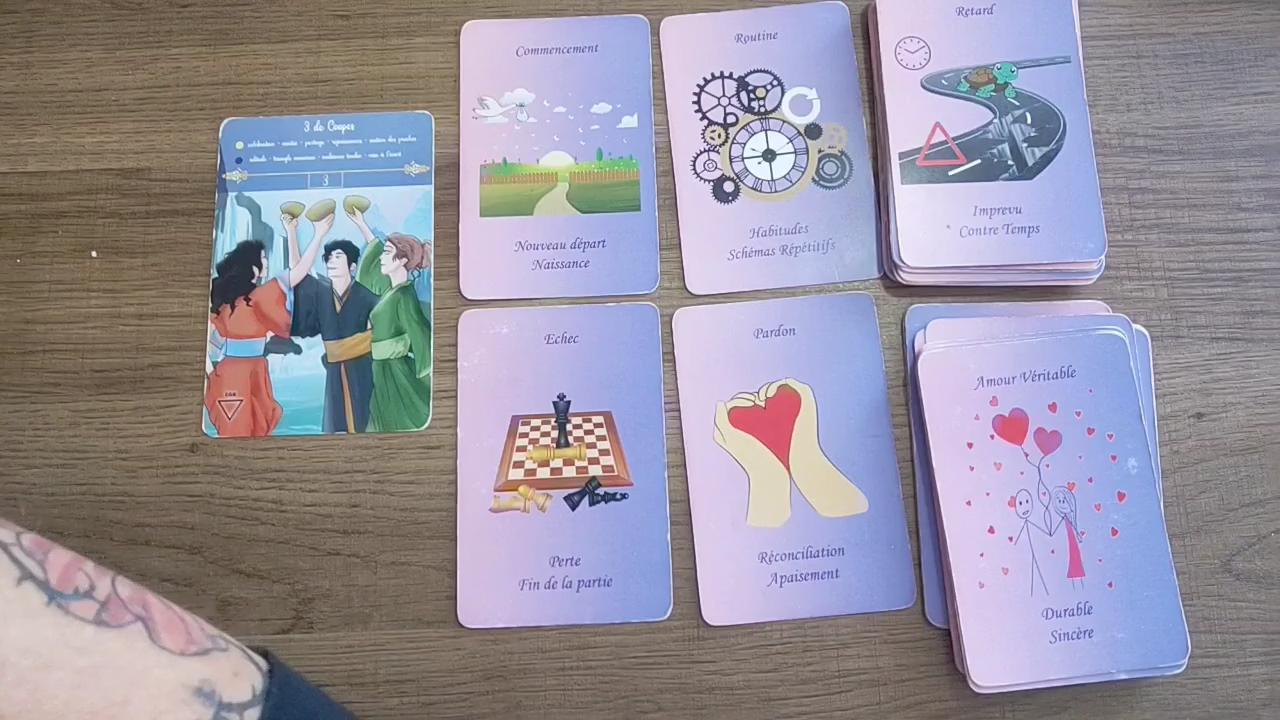 3 de Coupes
3
Commencement
Nouveau départ
Naissance
Routine
Habitudes
Schémas Répétitifs
Retard
Imprevu
Contre Temps
Echec
Perte
Fin de la partie
Pardon
Réconciliation
Apaisement
Amour Véritable
Durable
Sincère